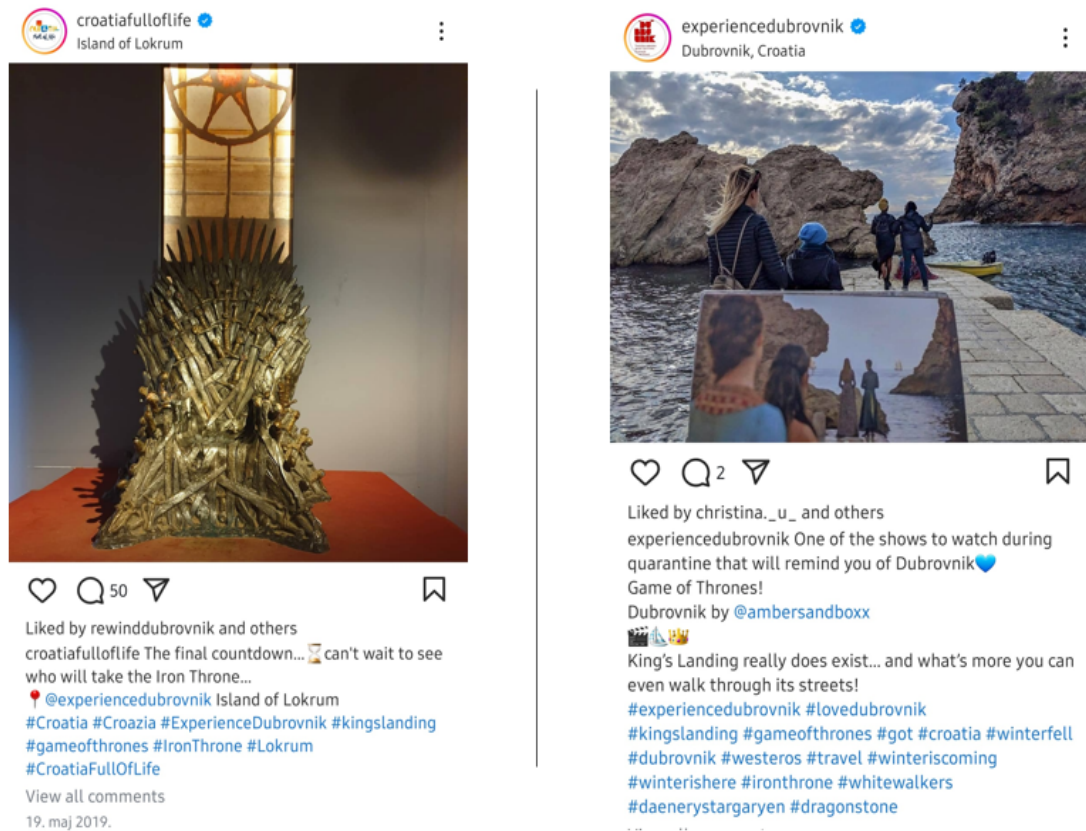 croatiafulloflife
Island of Lokrum
50
Liked by rewinddubrovnik and others
croatiafulloflife The final countdown...⏳can't wait to see
who will take the Iron Throne...
📍@experiencedubrovnik Island of Lokrum
#Croatia #Croazia #ExperienceDubrovnik #kingslanding
#gameofthrones #IronThrone #Lokrum
#CroatiaFullOfLife
View all comments
19. maj 2019.
experiencedubrovnik
Dubrovnik, Croatia
2
Liked by christina._u_ and others
experiencedubrovnik One of the shows to watch during
quarantine that will remind you of Dubrovnik💙
Game of Thrones!
Dubrovnik by @ambersandboxx
🎬⛵👑
King's Landing really does exist... and what's more you can
even walk through its streets!
#experiencedubrovnik #lovedubrovnik
#kingslanding #gameofthrones #got #croatia #winterfell
#dubrovnik #westeros #travel #winteriscoming
#winterishere #ironthrone #whitewalkers
#daenerystargaryen #dragonstone